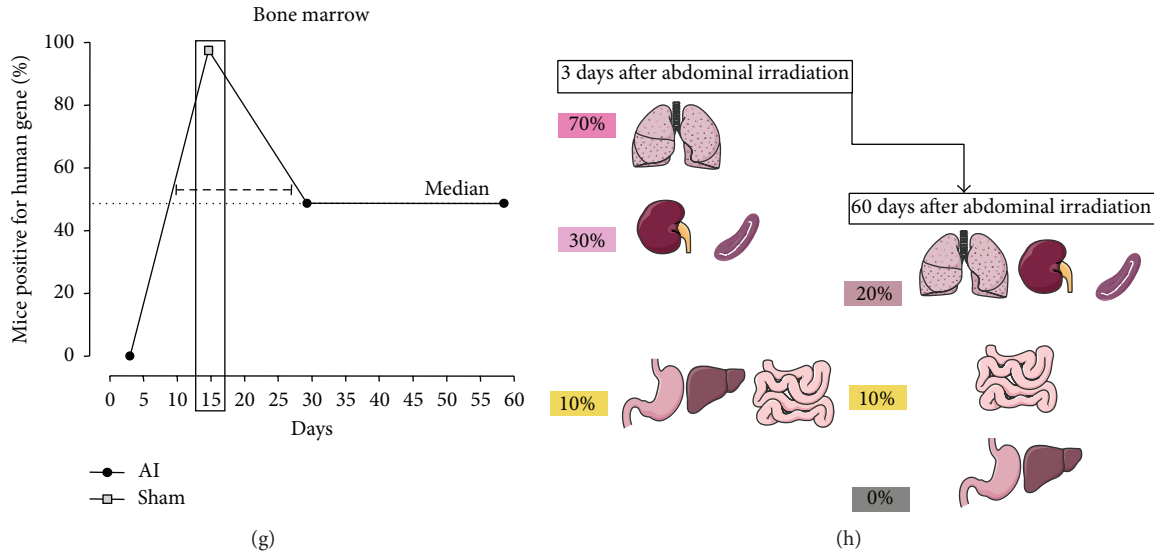 Bone marrow
Mice positive for human gene (%)
100
80
60
40
20
0
Median
0 5 10 15 20 25 30 35 40 45 50 55 60
Days
AI
Sham
(g)
3 days after abdominal irradiation
70%
30%
10%
60 days after abdominal irradiation
20%
10%
0%
(h)